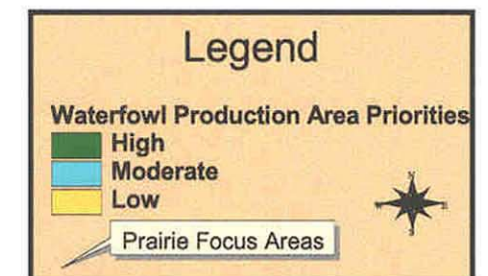 Legend
Waterfowl Production Area Priorities
High
Moderate
Low
N
Prairie Focus Areas
S